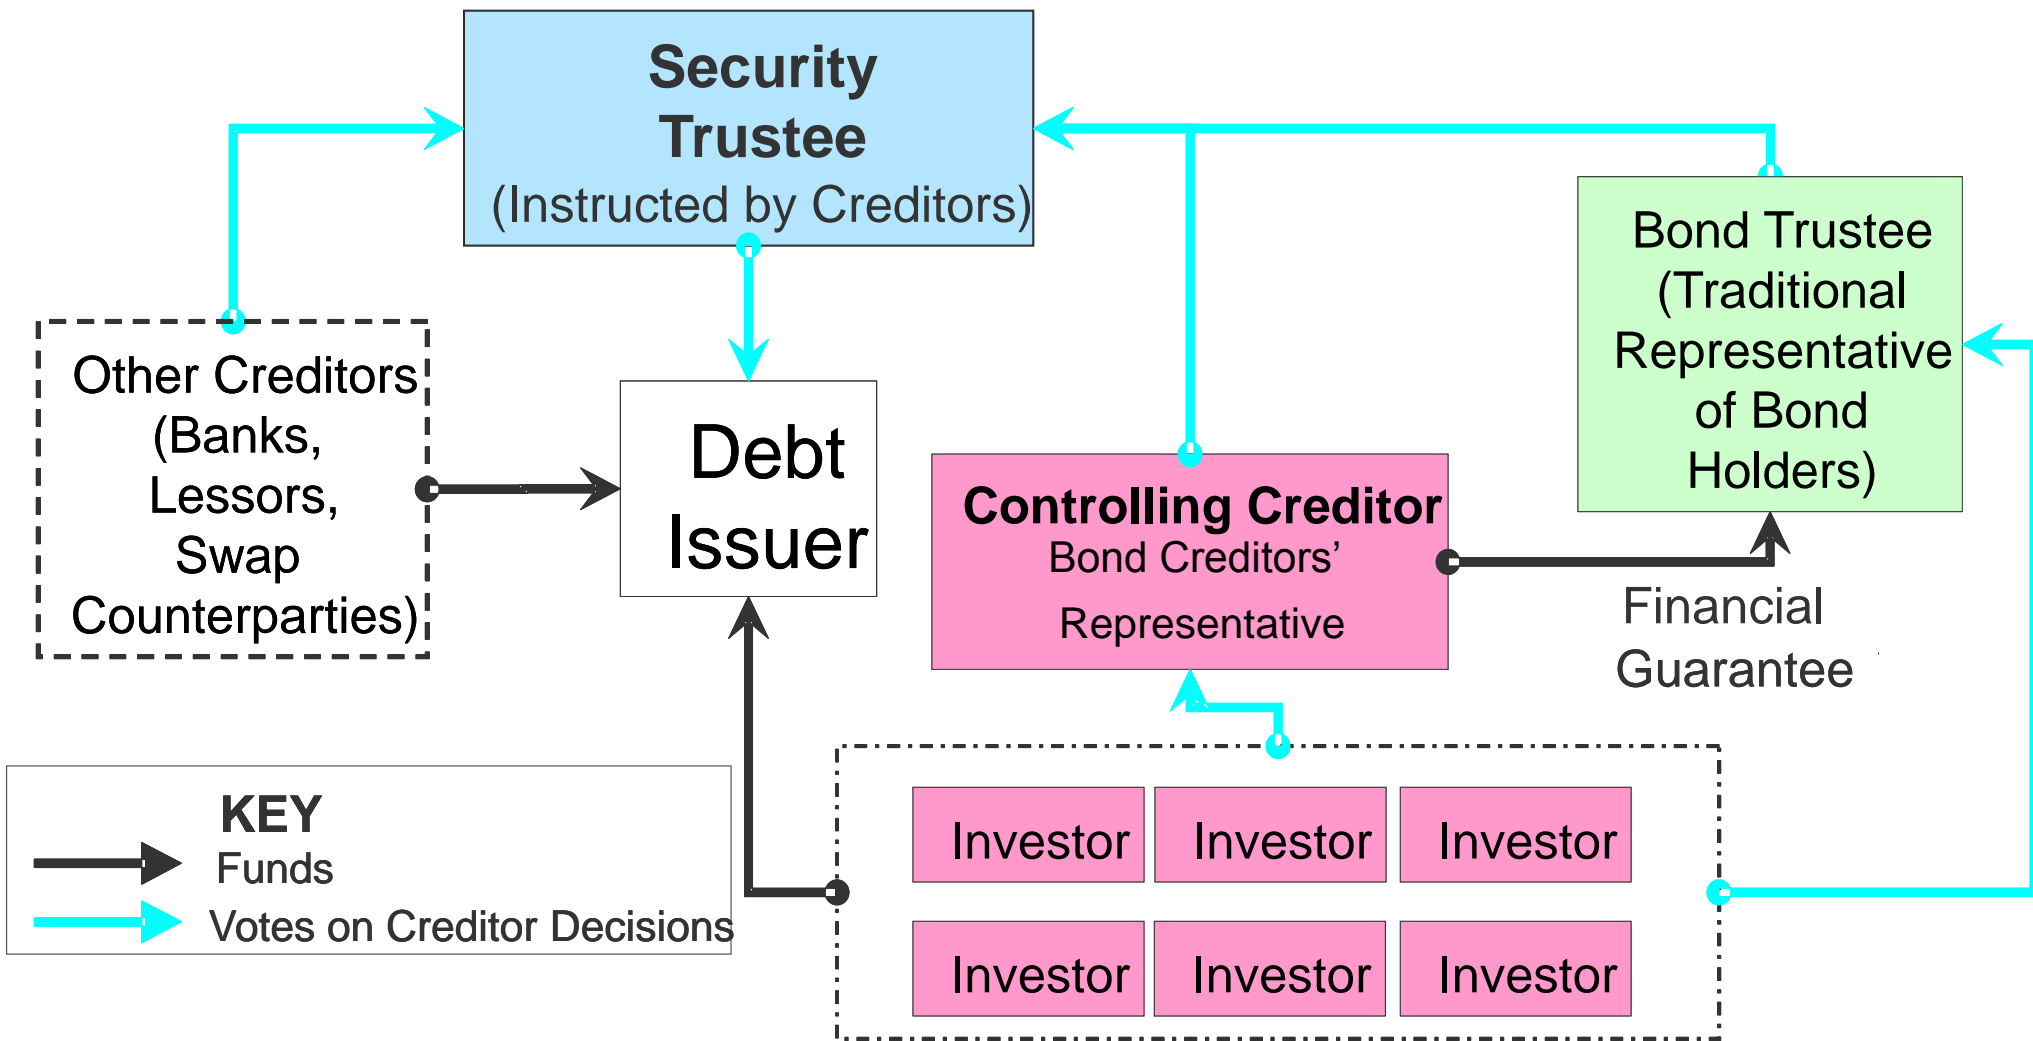 Security
Trustee
(Instructed by Creditors)
Other Creditors
(Banks,
Lessors,
Swap
Counterparties)
Debt
Issuer
Controlling Creditor
Bond Creditors’
Representative
Bond Trustee
(Traditional
Representative
of Bond
Holders)
Financial
Guarantee
KEY
Funds
Votes on Creditor Decisions
Investor
Investor
Investor
Investor
Investor
Investor